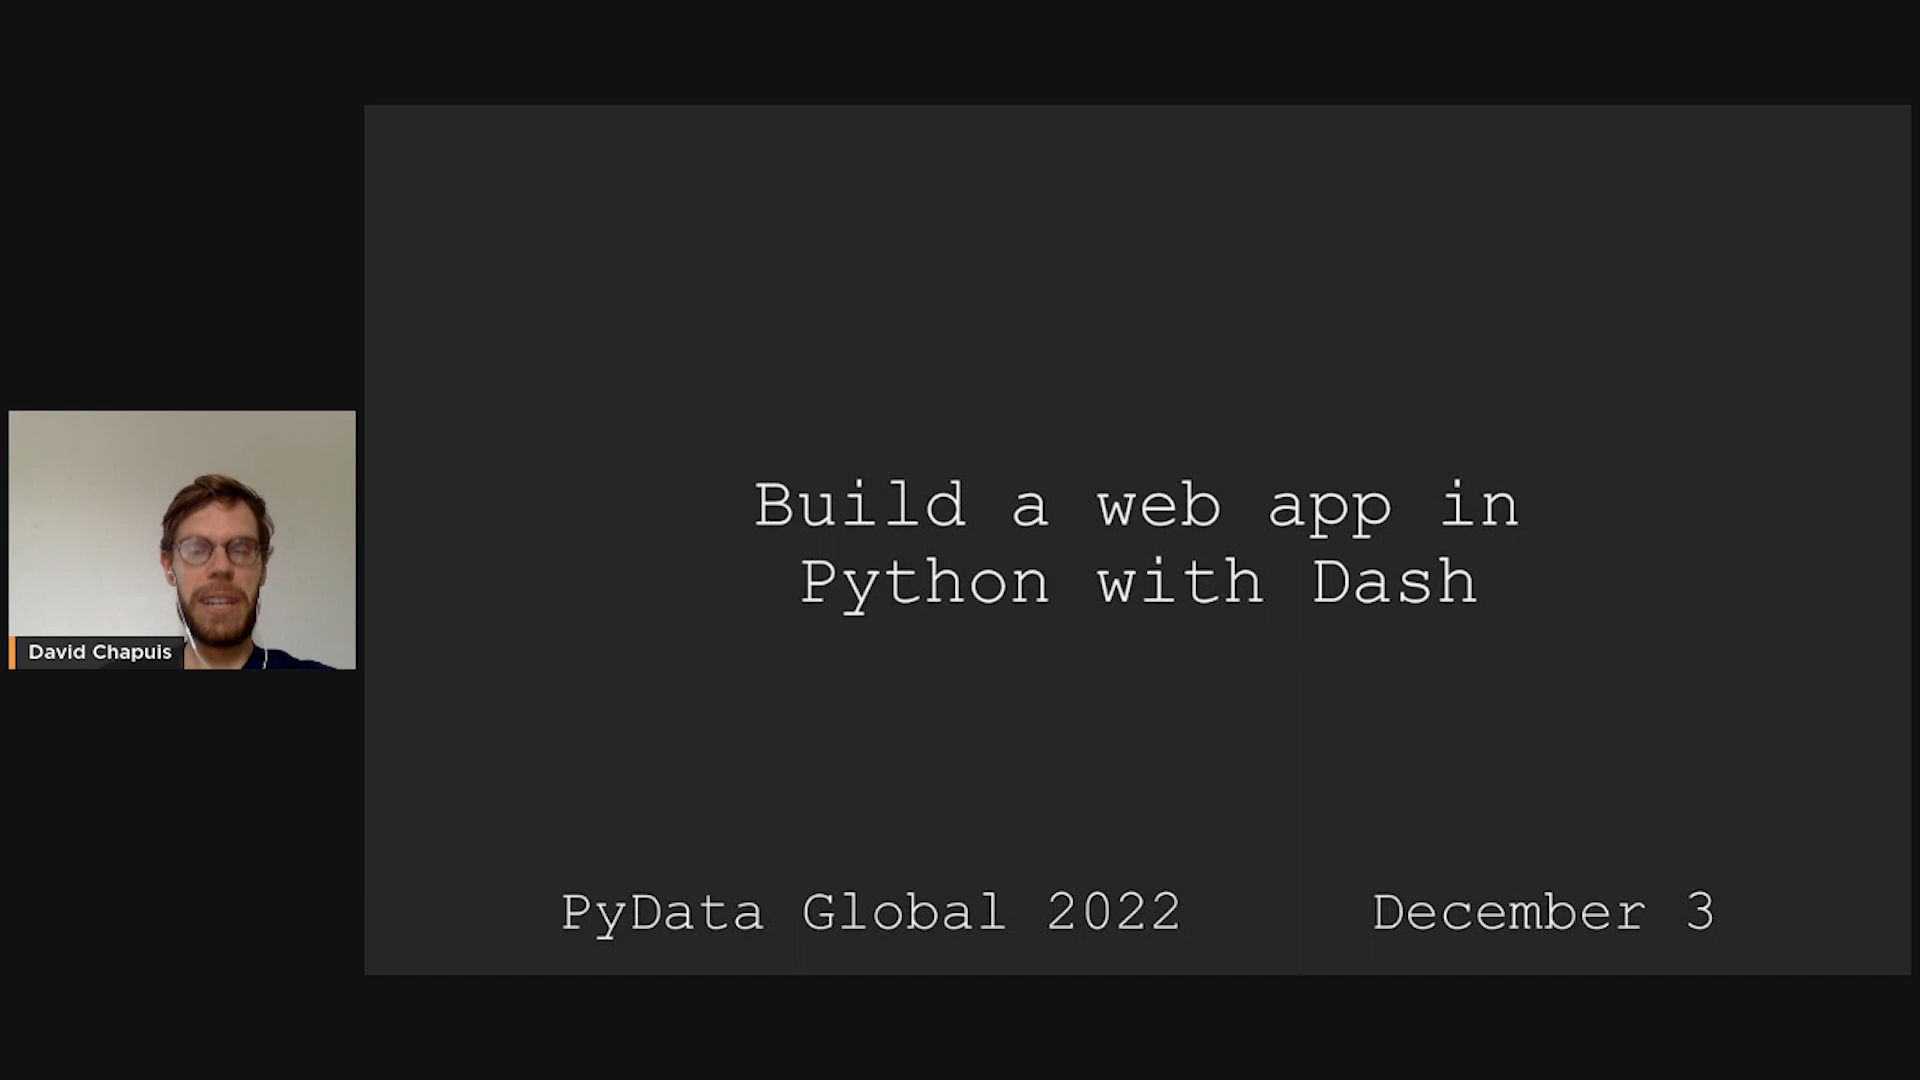 David Chapuis
Build a web app in
Python with Dash
PyData Global 2022
December 3